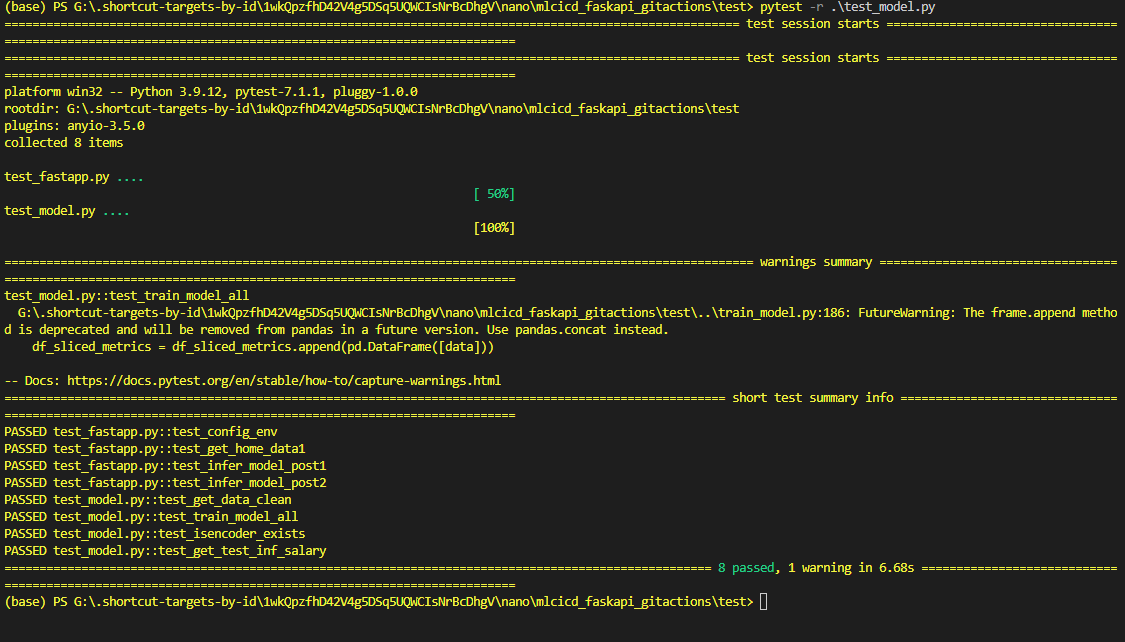 (base) PS G:\.shortcut-targets-by-id\1wkQpzfhD42V4g5DSq5UQWCIsNrBcDhgV\nano\mlcicd_faskapi_gitactions\test> pytest -r .\test_model.py
========================================================================================================= test session starts =================================
=========================================================================
========================================================================================================= test session starts =================================
=========================================================================
platform win32 -- Python 3.9.12, pytest-7.1.1, pluggy-1.0.0
rootdir: G:\.shortcut-targets-by-id\1wkQpzfhD42V4g5DSq5UQWCIsNrBcDhgV\nano\mlcicd_faskapi_gitactions\test
plugins: anyio-3.5.0
collected 8 items
test_fastapp.py ....
[ 50%]
test_model.py ....
[100%]
=========================================================================================================== warnings summary ==================================
=========================================================================
test_model.py::test_train_model_all
G:\.shortcut-targets-by-id\1wkQpzfhD42V4g5DSq5UQWCIsNrBcDhgV\nano\mlcicd_faskapi_gitactions\test\..\train_model.py:186: FutureWarning: The frame.append metho
d is deprecated and will be removed from pandas in a future version. Use pandas.concat instead.
df_sliced_metrics = df_sliced_metrics.append(pd.DataFrame([data]))
-- Docs: https://docs.pytest.org/en/stable/how-to/capture-warnings.html
======================================================================================================= short test summary info ===============================
=========================================================================
PASSED test_fastapp.py::test_config_env
PASSED test_fastapp.py::test_get_home_data1
PASSED test_fastapp.py::test_infer_model_post1
PASSED test_fastapp.py::test_infer_model_post2
PASSED test_model.py::test_get_data_clean
PASSED test_model.py::test_train_model_all
PASSED test_model.py::test_isencoder_exists
PASSED test_model.py::test_get_test_inf_salary
===================================================================================================== 8 passed, 1 warning in 6.68s ============================
=========================================================================
(base) PS G:\.shortcut-targets-by-id\1wkQpzfhD42V4g5DSq5UQWCIsNrBcDhgV\nano\mlcicd_faskapi_gitactions\test>